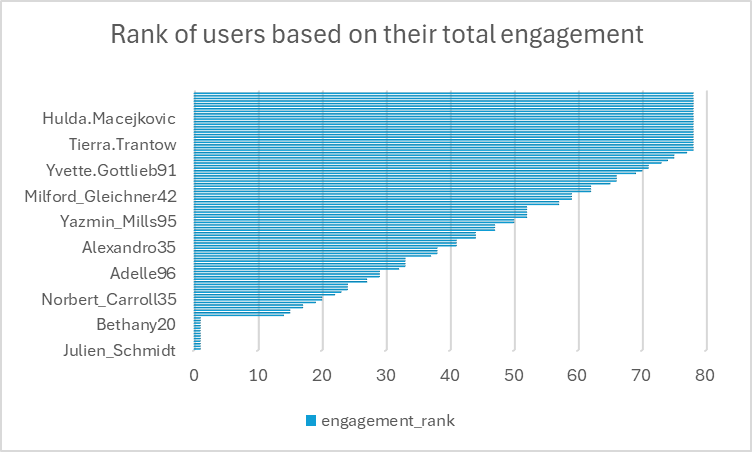 Rank of users based on their total engagement
Hulda.Macejkovic
Tierra.Trantow
Yvette.Gottlieb91
Milford_Gleichner42
Yazmin_Mills95
Alexandro35
Adelle96
Norbert_Carroll35
Bethany20
Julien_Schmidt
0 10 20 30 40 50 60 70 80
engagement_rank